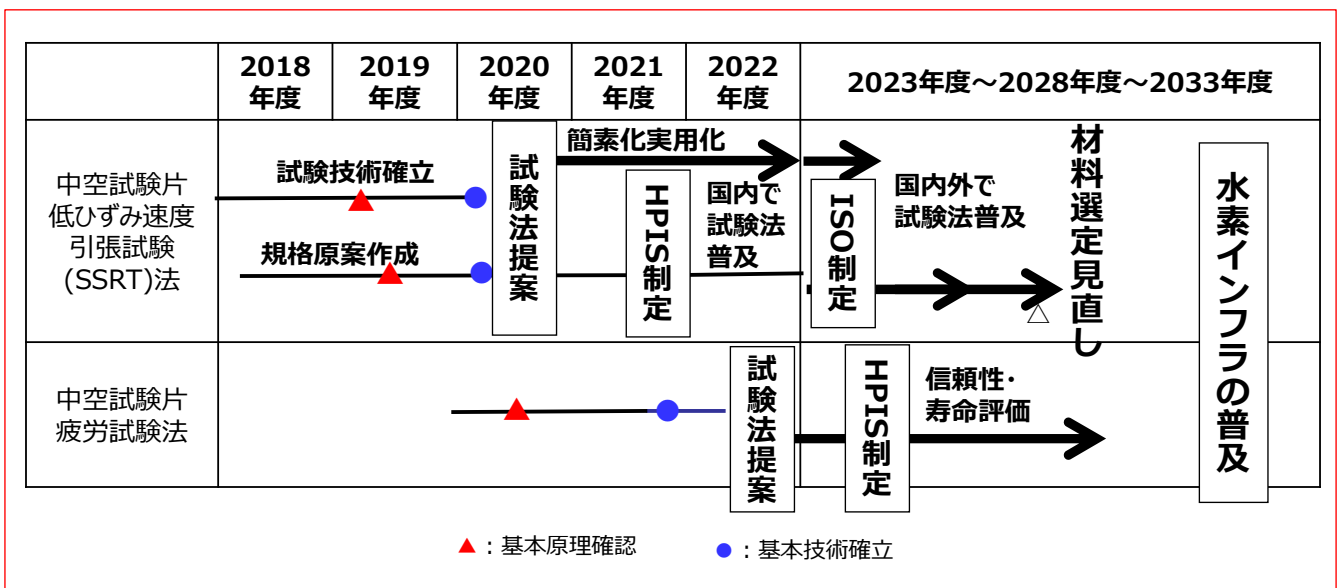 2018
年度
2019
年度
2020
年度
2021
年度
2022
年度
2023年度～2028年度～2033年度
中空試験片
低ひずみ速度
引張試験
(SSRT)法
試験技術確立
規格原案作成
試験法提案
簡素化実用化
HPIS制定
国内で
試験法
普及
ISO制定
国内外で
試験法普及
材料選定見直し
水素インフラの普及
中空試験片
疲労試験法
試験法提案
HPIS制定
信頼性・
寿命評価
▲：基本原理確認
●：基本技術確立